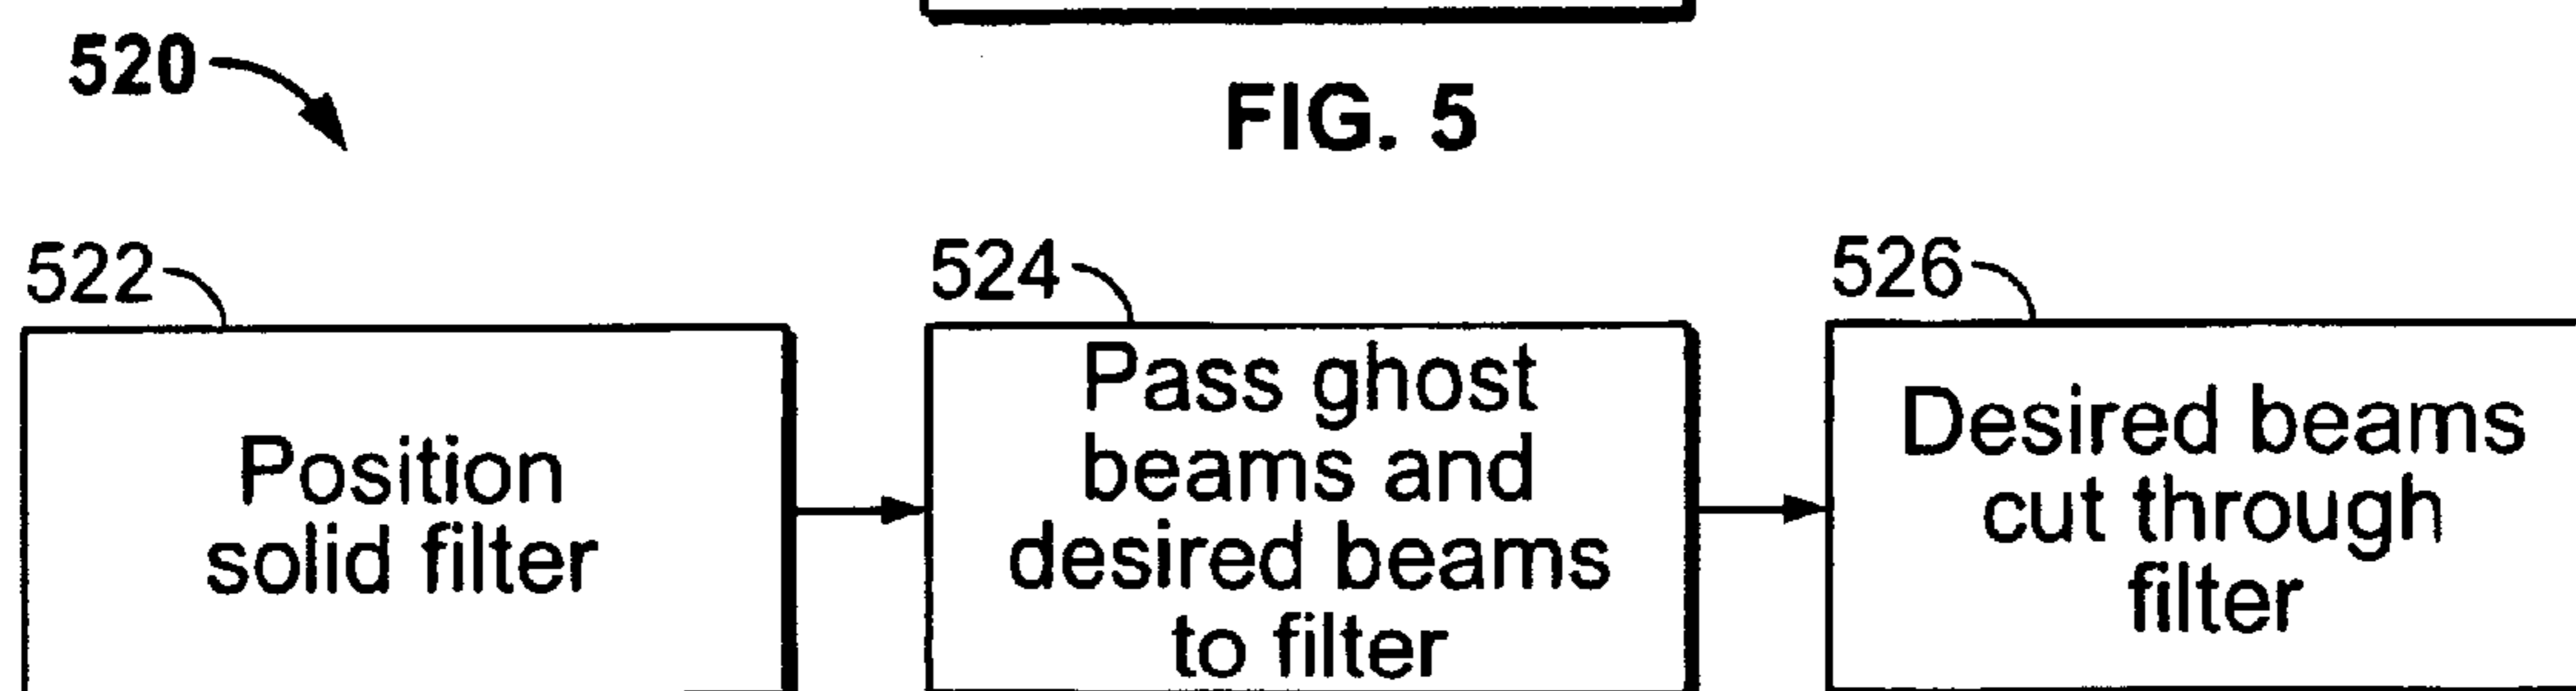 520
FIG. 5
522
524
526
Position
solid filter
Pass ghost
beams and
desired beams
to filter
Desired beams
cut through
filter